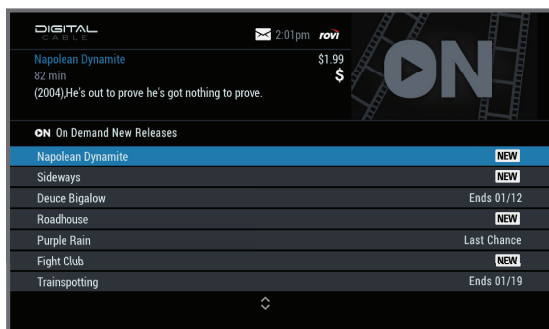 DIGITAL
CABLE
2:01pm rovi
Napolean Dynamite $1.99
82 min $
(2004),He's out to prove he's got nothing to prove.
ON
ON On Demand New Releases
Napolean Dynamite NEW
Sideways NEW
Deuce Bigalow Ends 01/12
Roadhouse NEW
Purple Rain Last Chance
Fight Club NEW
Trainspotting Ends 01/19